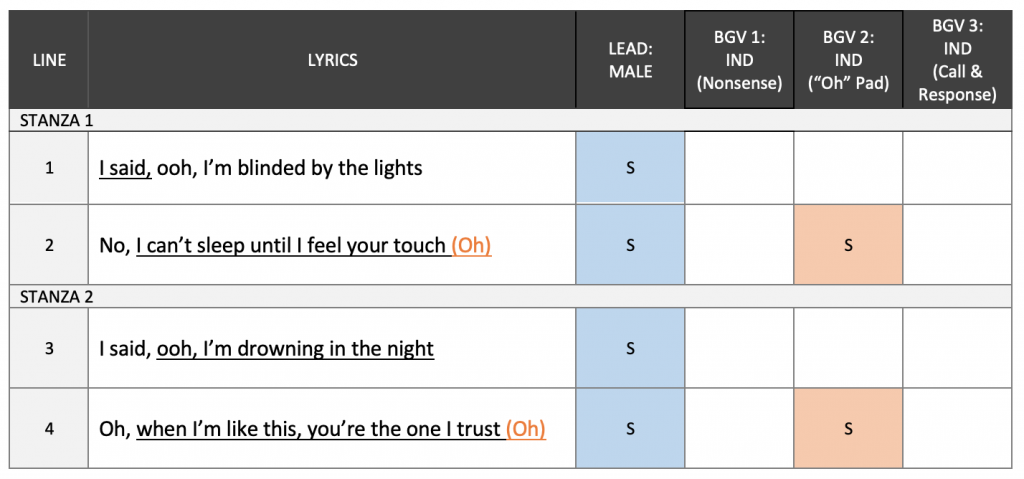 LINE
LYRICS
LEAD:
MALE
BGV 1:
IND
(Nonsense)
BGV 2:
IND
(“Oh” Pad)
BGV 3:
IND
(Call &
Response)
STANZA 1
1 I said, ooh, I’m blinded by the lights S
2 No, I can’t sleep until I feel your touch (Oh) S S
STANZA 2
3 I said, ooh, I’m drowning in the night S
4 Oh, when I’m like this, you’re the one I trust (Oh) S S